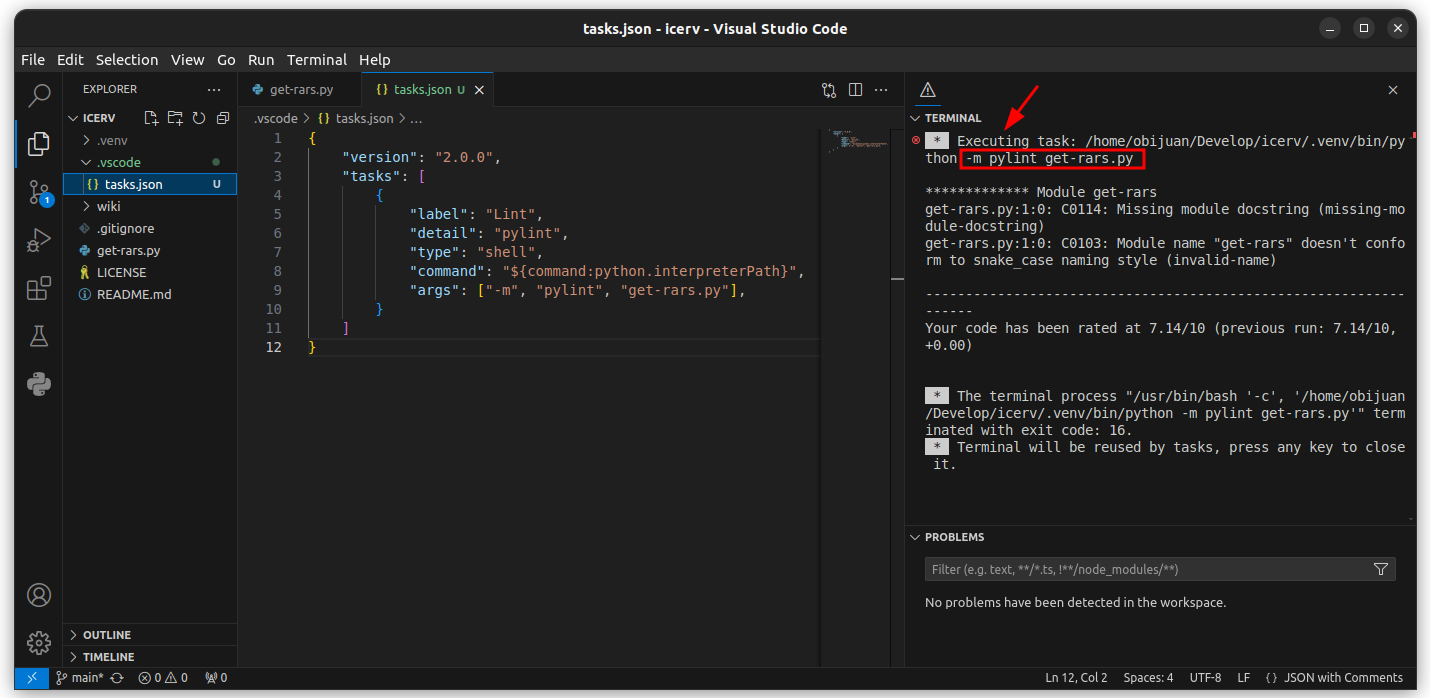 tasks.json - icerv - Visual Studio Code
File Edit Selection View Go Run Terminal Help
EXPLORER
ICERV
.venv
.vscode
{} tasks.json U
wiki
.gitignore
get-rars.py
LICENSE
README.md
OUTLINE
TIMELINE
1
get-rars.py
{} tasks.json U
.vscode > {} tasks.json > ...
1 {
2 "version": "2.0.0",
3 "tasks": [
4 {
5 "label": "Lint",
6 "detail": "pylint",
7 "type": "shell",
8 "command": "${command:python.interpreterPath}",
9 "args": ["-m", "pylint", "get-rars.py"],
10 }
11 ]
12 }
TERMINAL
* Executing task: /home/obijuan/Develop/icerv/.venv/bin/py
thon -m pylint get-rars.py
************* Module get-rars
get-rars.py:1:0: C0114: Missing module docstring (missing-mo
dule-docstring)
get-rars.py:1:0: C0103: Module name "get-rars" doesn't confo
rm to snake_case naming style (invalid-name)
------------------------------------------------------------
------
Your code has been rated at 7.14/10 (previous run: 7.14/10,
+0.00)
* The terminal process "/usr/bin/bash '-c', '/home/obijuan
/Develop/icerv/.venv/bin/python -m pylint get-rars.py'" term
inated with exit code: 16.
* Terminal will be reused by tasks, press any key to close
it.
PROBLEMS
Filter (e.g. text, **/*.ts, !**/node_modules/**)
No problems have been detected in the workspace.
main* 0 0 0 Ln 12, Col 2 Spaces: 4 UTF-8 LF {} JSON with Comments